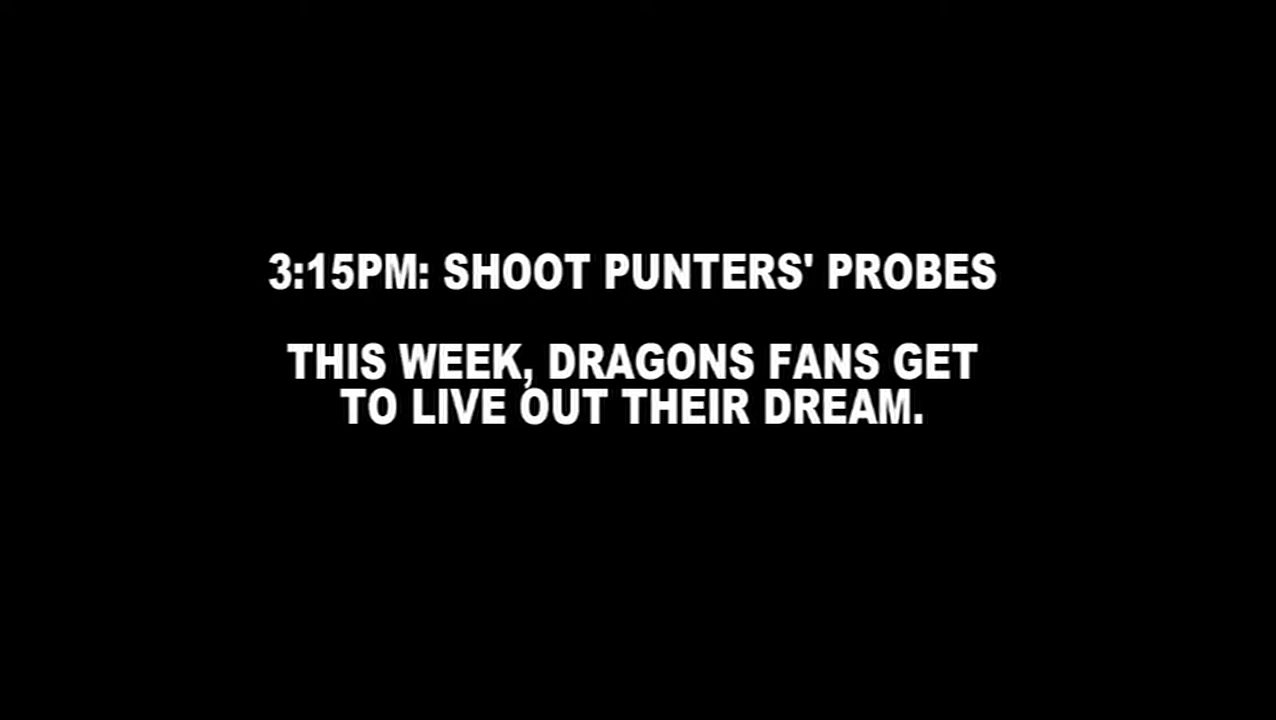 3:15PM: SHOOT PUNTERS' PROBES
THIS WEEK, DRAGONS FANS GET
TO LIVE OUT THEIR DREAM.